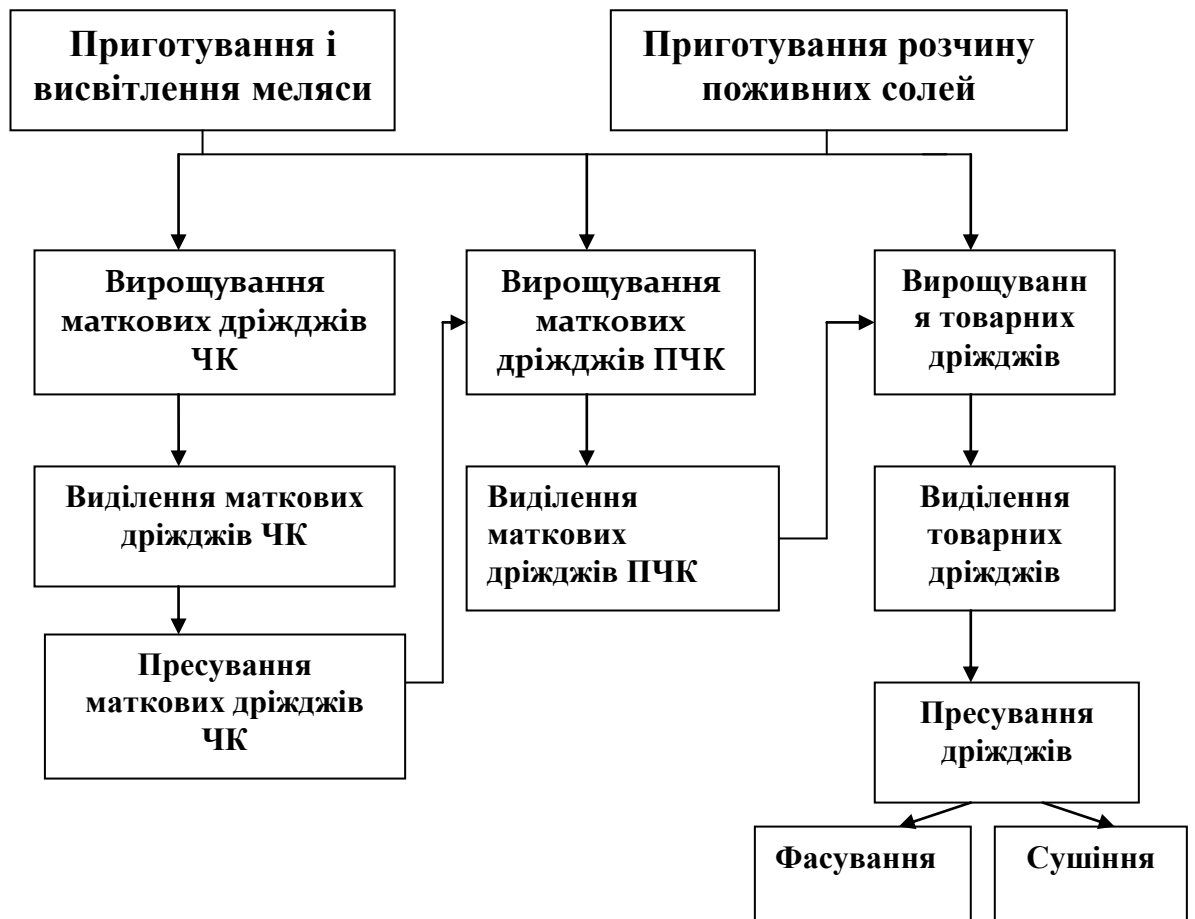 Приготування і
висвітлення меляси
Приготування розчину
поживних солей
Вирощування
маткових дріжджів
ЧК
Вирощування
маткових
дріжджів ПЧК
Вирощуванн
я товарних
дріжджів
Виділення маткових
дріжджів ЧК
Виділення
маткових
дріжджів ПЧК
Виділення
товарних
дріжджів
Пресування
маткових дріжджів
ЧК
Пресування
дріжджів
Фасування
Сушіння